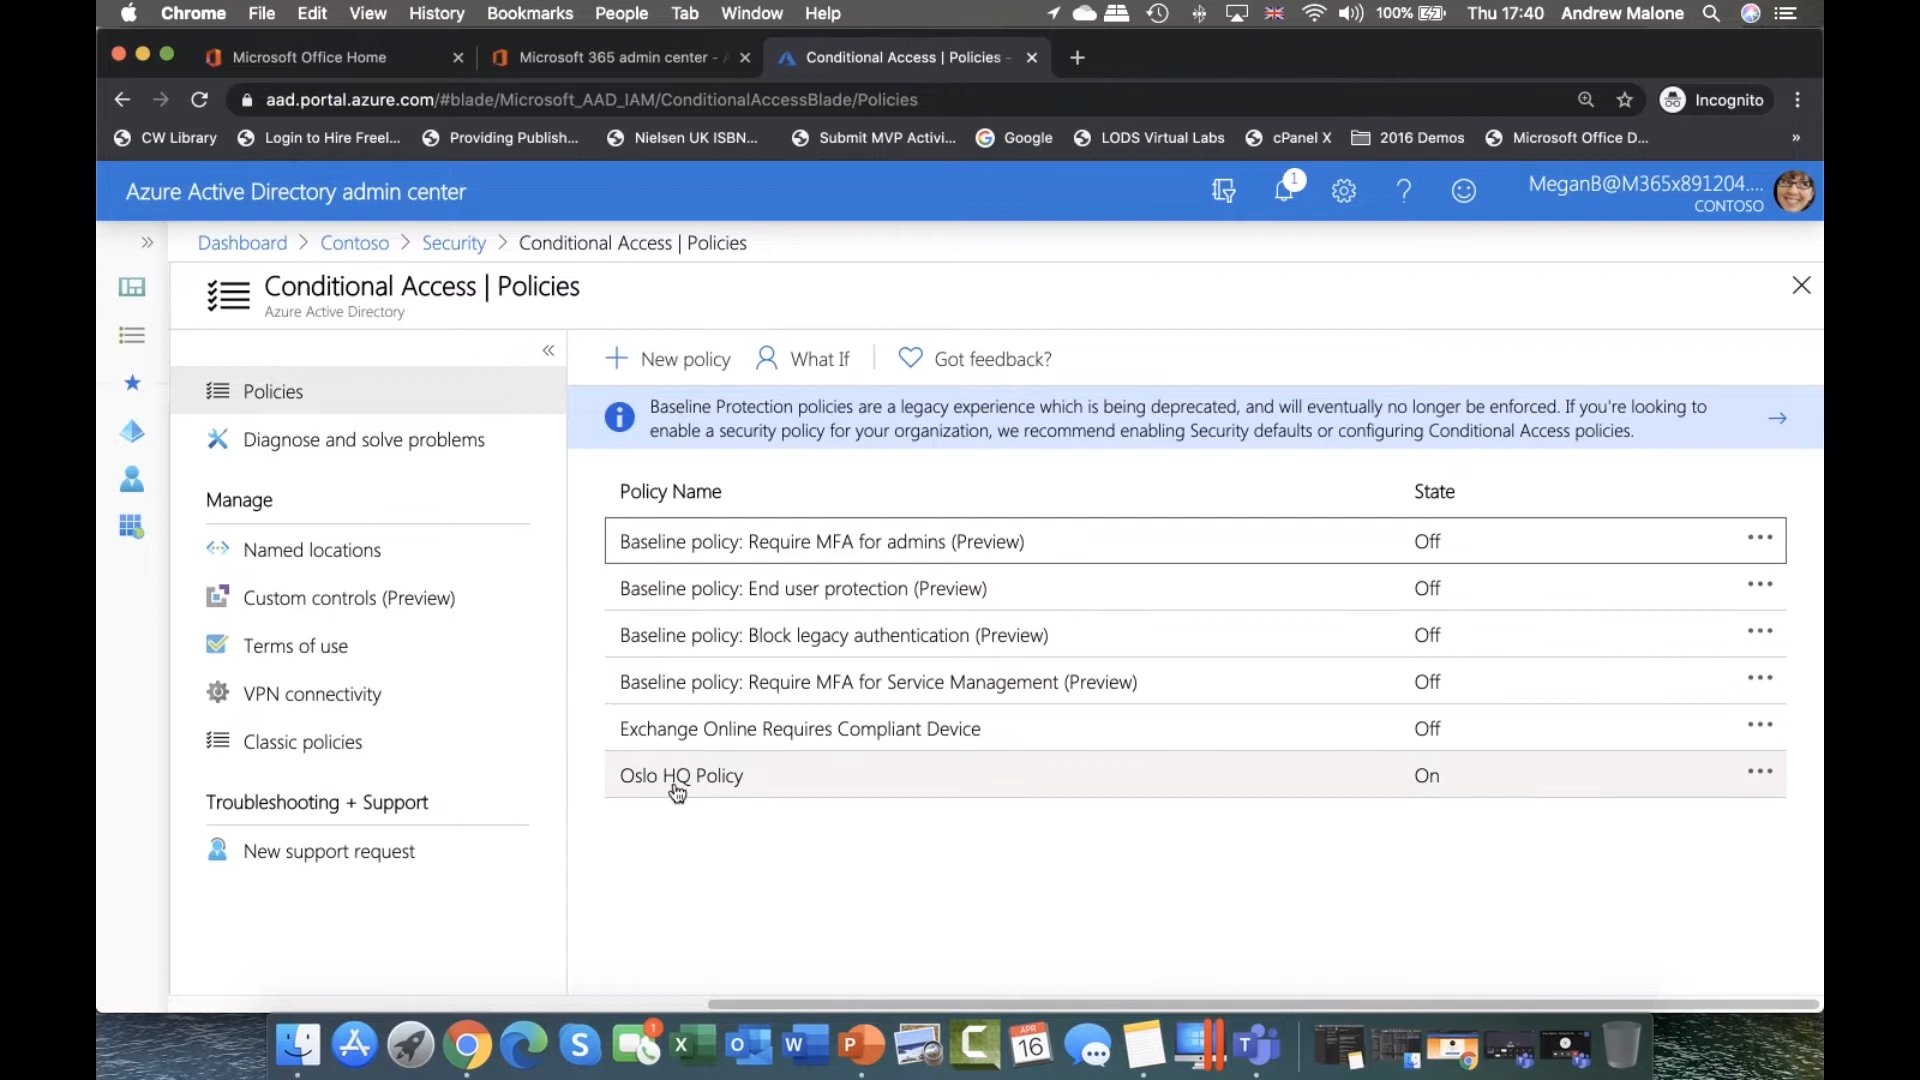 Chrome File Edit View History Bookmarks People Tab Window Help 100% Thu 17:40 Andrew Malone
Microsoft Office Home Microsoft 365 admin center - Conditional Access | Policies -
aad.portal.azure.com/#blade/Microsoft_AAD_IAM/ConditionalAccessBlade/Policies Incognito
CW Library Login to Hire Freel... Providing Publish... Nielsen UK ISBN... Submit MVP Activi... Google LODS Virtual Labs cPanel X 2016 Demos Microsoft Office D... »
Azure Active Directory admin center 1 MeganB@M365x891204....
CONTOSO
Dashboard > Contoso > Security > Conditional Access | Policies
Conditional Access | Policies
Azure Active Directory
Policies
Diagnose and solve problems
Manage
Named locations
Custom controls (Preview)
Terms of use
VPN connectivity
Classic policies
Troubleshooting + Support
New support request
New policy What If Got feedback?
Baseline Protection policies are a legacy experience which is being deprecated, and will eventually no longer be enforced. If you're looking to
enable a security policy for your organization, we recommend enabling Security defaults or configuring Conditional Access policies.
Policy Name State
Baseline policy: Require MFA for admins (Preview) Off
Baseline policy: End user protection (Preview) Off
Baseline policy: Block legacy authentication (Preview) Off
Baseline policy: Require MFA for Service Management (Preview) Off
Exchange Online Requires Compliant Device Off
Oslo HQ Policy On
S 1 X O W P C APR 16 T